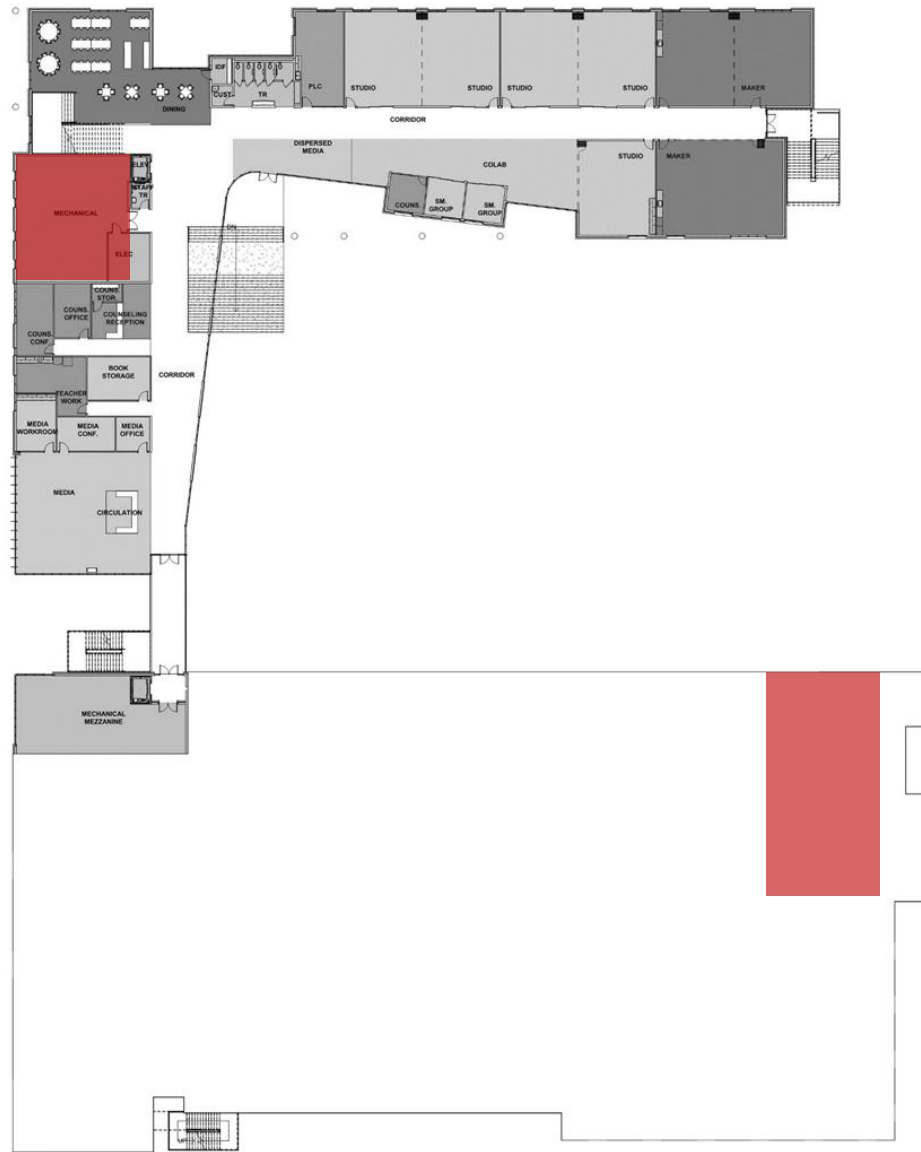 IDF
CUST.
TR
PLC
STUDIO
STUDIO
STUDIO
STUDIO
MAKER
DINING
CORRIDOR
DISPERSED
MEDIA
COLAB
STUDIO
MAKER
ELEV
STAFF
TR
COUNS.
SM.
GROUP
SM.
GROUP
MECHANICAL
DN
ELEC
COUNS.
STOR.
COUNS.
OFFICE
COUNSELING
RECEPTION
COUNS.
CONF.
BOOK
STORAGE
CORRIDOR
TEACHER
WORK
MEDIA
WORKROOM
MEDIA
CONF.
MEDIA
OFFICE
MEDIA
CIRCULATION
MECHANICAL
MEZZANINE